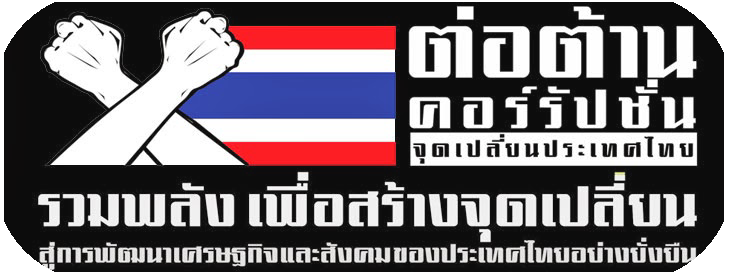 ต่อต้าน
คอร์รัปชั่น
จุดเปลี่ยนประเทศไทย
รวมพลัง เพื่อสร้างจุดเปลี่ยน
สู่การพัฒนาเศรษฐกิจและสังคมของประเทศไทยอย่างยั่งยืน